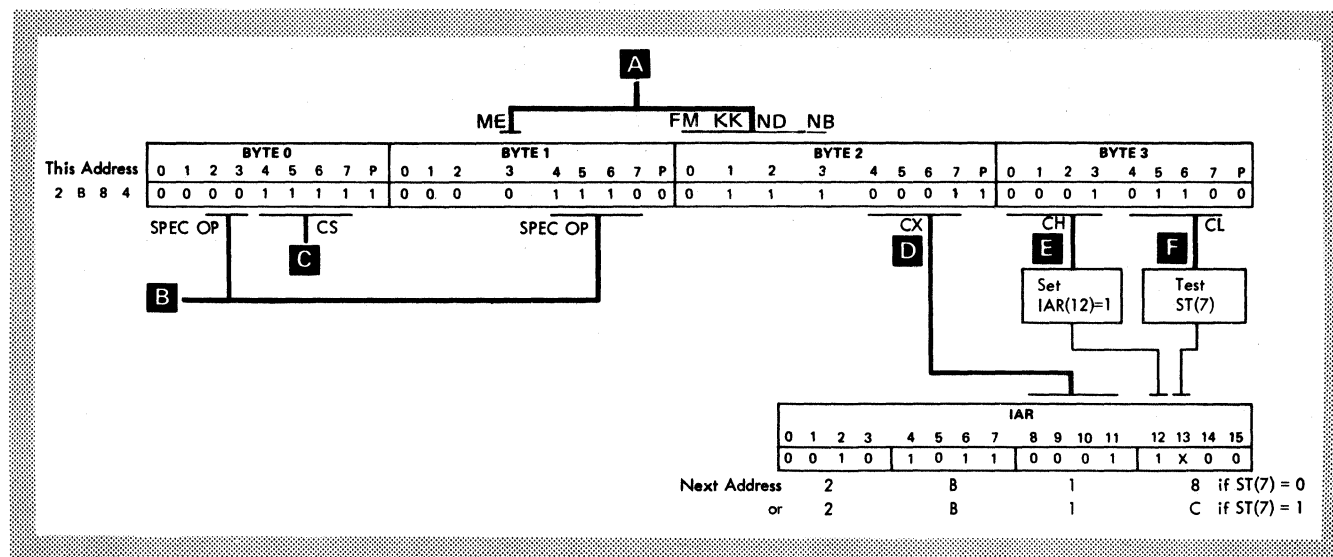 A
ME FM KK ND NB
BYTE 0 BYTE 1 BYTE 2 BYTE 3
This Address 0 1 2 3 4 5 6 7 P 0 1 2 3 4 5 6 7 P 0 1 2 3 4 5 6 7 P 0 1 2 3 4 5 6 7 P
2 B 8 4 0 0 0 0 1 1 1 1 1 0 0. 0 0 1 1 1 0 0 0 1 1 1 0 0 0 1 1 0 0 0 1 0 1 1 0 0
SPEC OP CS SPEC OP CX CH CL
C D E F
B
Set Test
IAR(12)=1 ST(7)
IAR
0 1 2 3 4 5 6 7 8 9 10 11 12 13 14 15
0 0 1 0 1 0 1 1 0 0 0 1 1 X 0 0
Next Address 2 B 1 8 if ST(7) = 0
or 2 B 1 C if ST(7) = 1